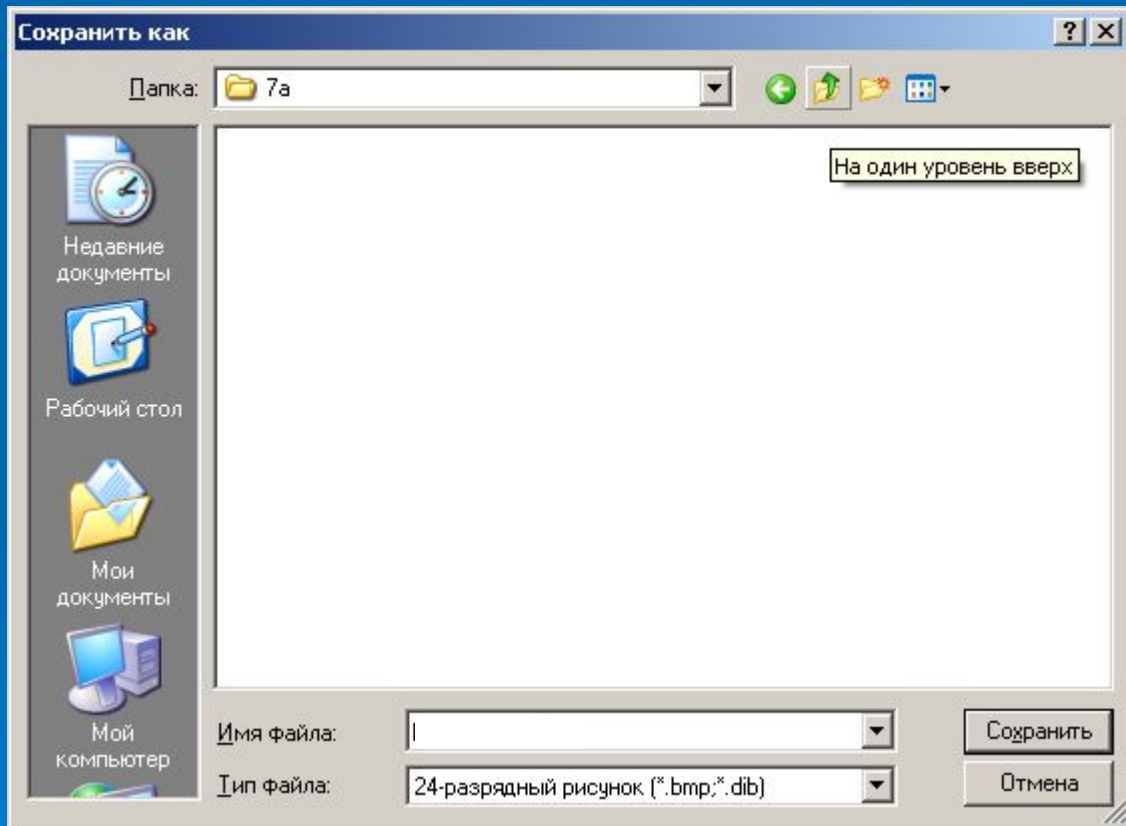 Сохранить как
Папка:
7а
На один уровень вверх
Недавние
документы
Рабочий стол
Мои
документы
Мой
компьютер
Имя файла:
Сохранить
Тип файла:
24-разрядный рисунок (*.bmp;*.dib)
Отмена